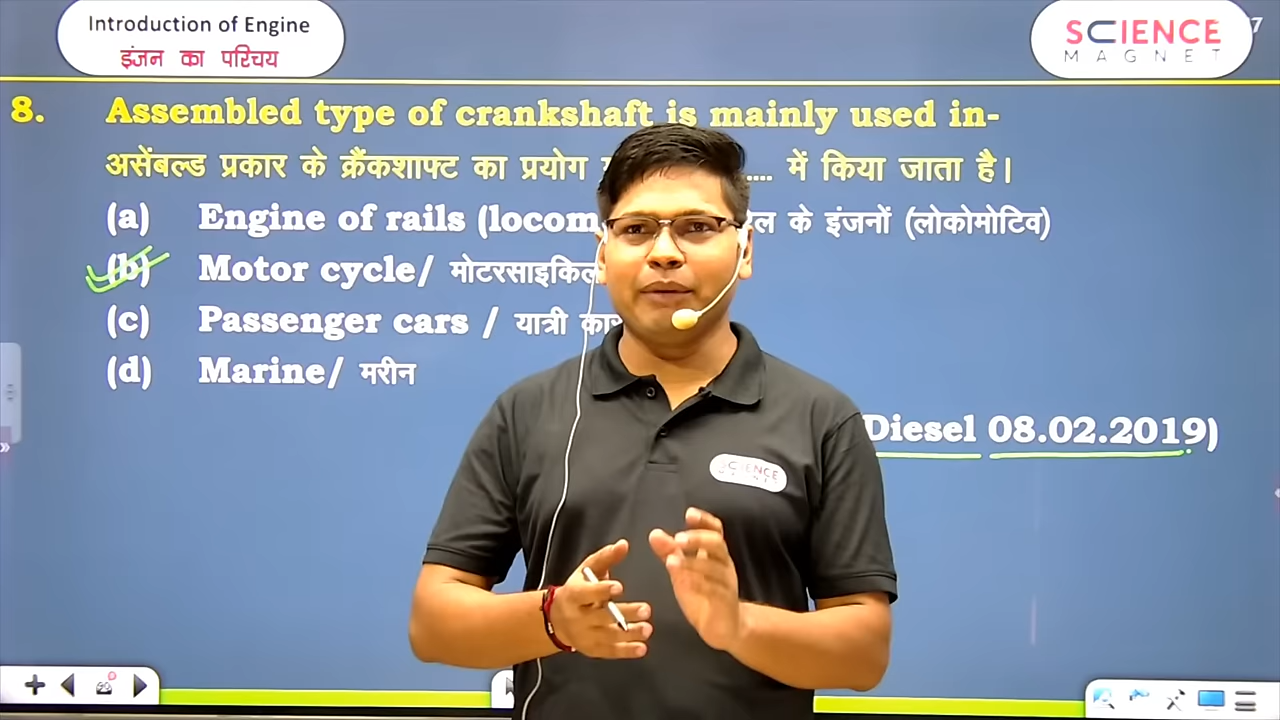 Introduction of Engine
इंजन का परिचय
SCIENCE
MAGNET
7
8. Assembled type of crankshaft is mainly used in-
असेंबल्ड प्रकार के क्रैंकशाफ्ट का प्रयोग .... में किया जाता है।
(a) Engine of rails के इंजनों (लोकोमोटिव)
(b) Motor cycle/ मोटरसाइकिल
(c) Passenger cars / यात्री
(d) Marine/ मरीन
Diesel 08.02.2019)
SCIENCE